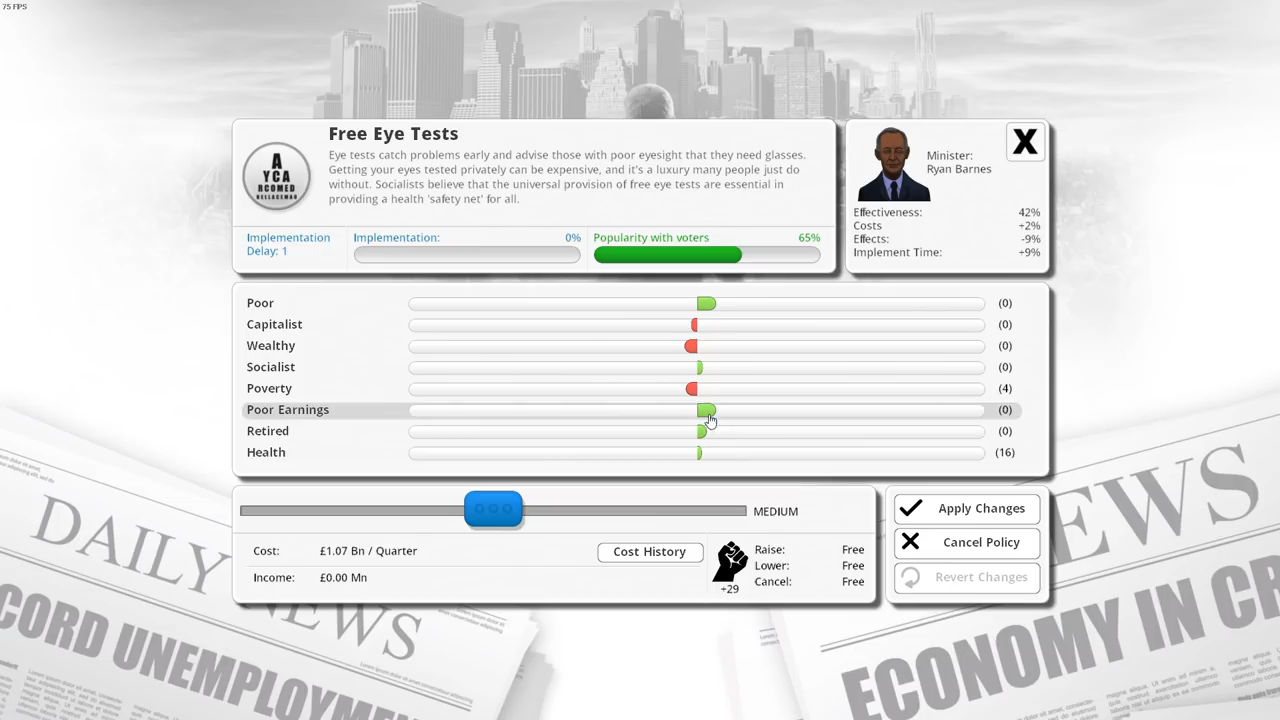 75 FPS
Free Eye Tests
Eye tests catch problems early and advise those with poor eyesight that they need glasses.
Getting your eyes tested privately can be expensive, and it's a luxury many people just do
without. Socialists believe that the universal provision of free eye tests are essential in
providing a health 'safety net' for all.
A
YCA
RCOMED
Implementation
Delay: 1
Implementation: 0%
Popularity with voters 65%
X
Minister:
Ryan Barnes
Effectiveness: 42%
Costs +2%
Effects: -9%
Implement Time: +9%
Poor (0)
Capitalist (0)
Wealthy (0)
Socialist (0)
Poverty (4)
Poor Earnings (0)
Retired (0)
Health (16)
MEDIUM
Cost: £1.07 Bn / Quarter
Income: £0.00 Mn
Cost History
+29
Raise: Free
Lower: Free
Cancel: Free
Apply Changes
Cancel Policy
Revert Changes
DAILY NEWS
CORD UNEMPLOYME
NEWS
ECONOMY IN CR